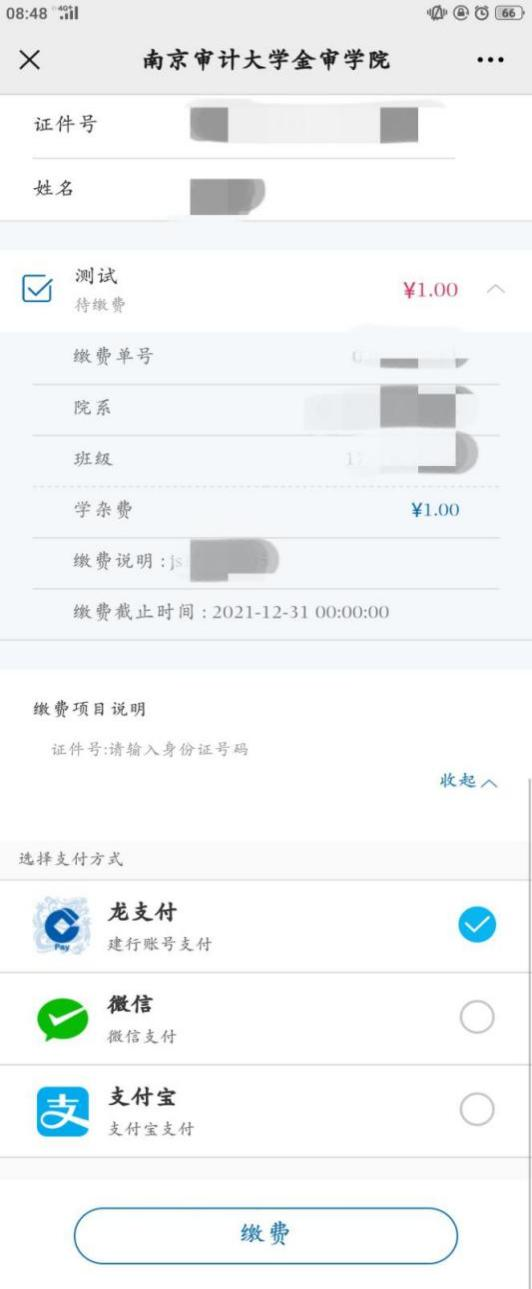 08:48 4G
66
南京审计大学金审学院
证件号
姓名
测试
¥1.00
待缴费
缴费单号
院系
班级
学杂费 ¥1.00
缴费说明：js
缴费截止时间：2021-12-31 00:00:00
缴费项目说明
证件号:请输入身份证号码
收起
选择支付方式
龙支付
Pay
建行账号支付
微信
微信支付
支
支付宝
支付宝支付
缴费